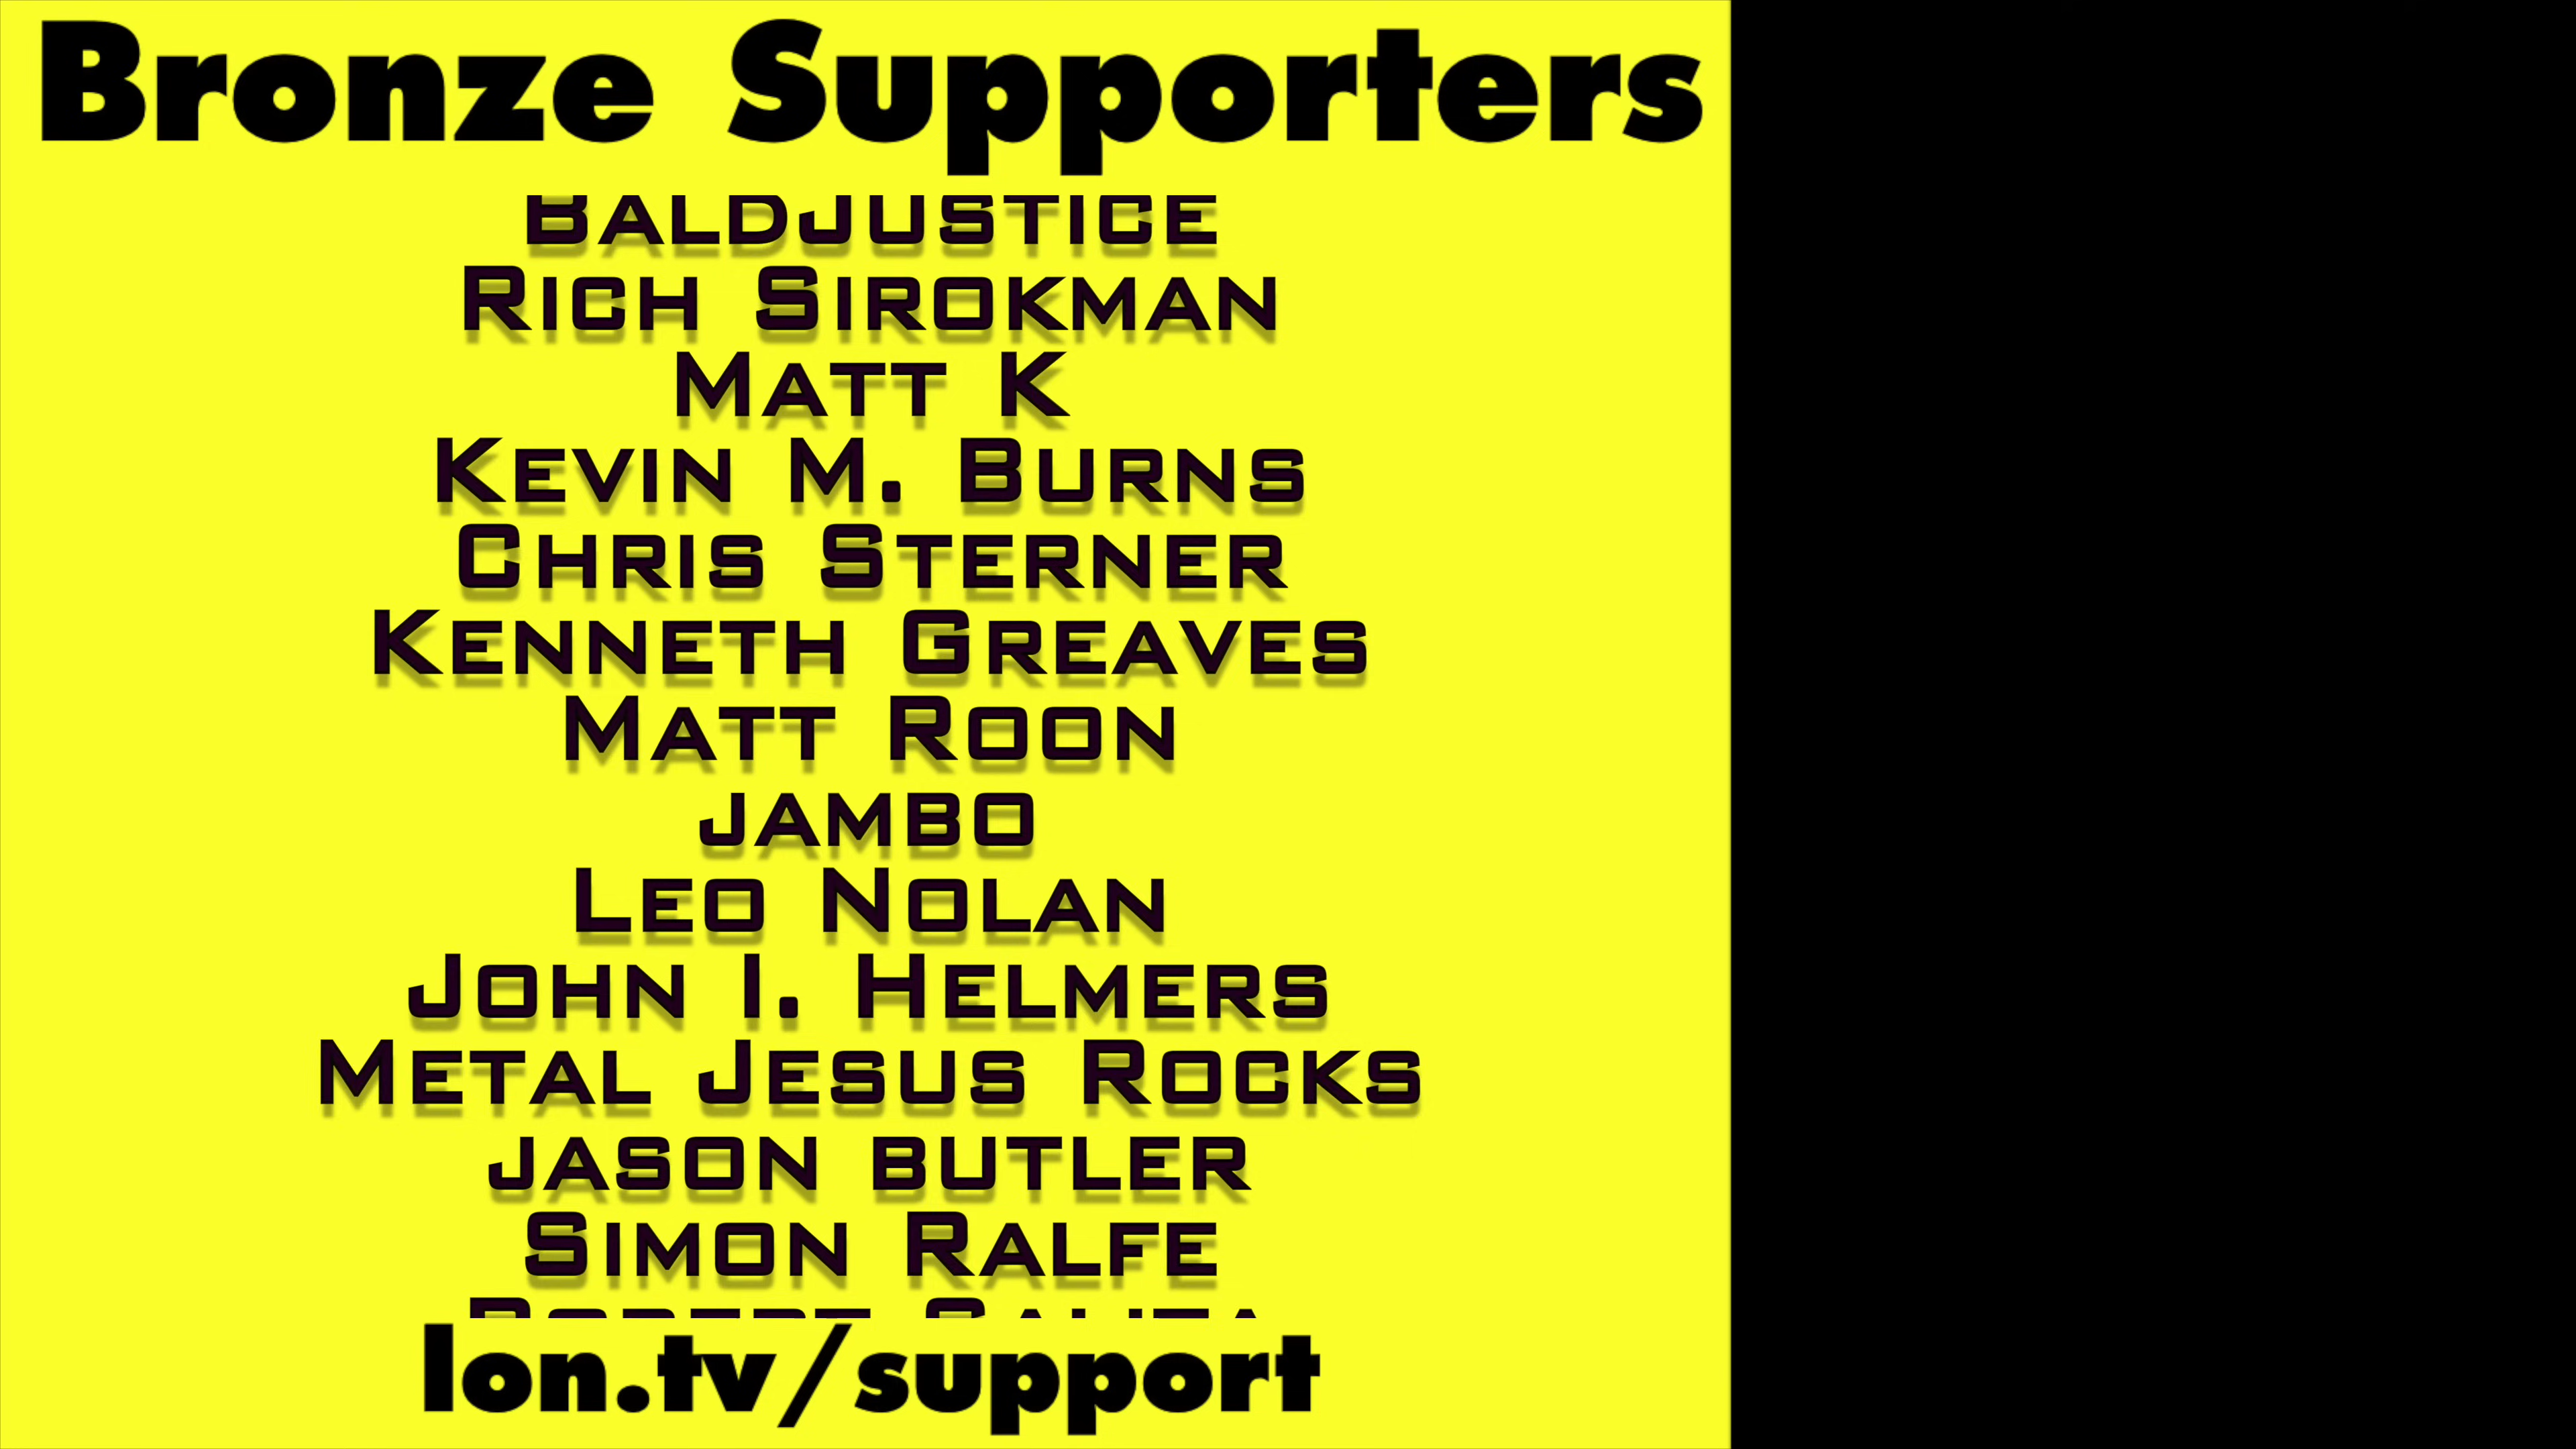 Bronze Supporters
BALDJUSTICE
RICH SIROKMAN
MATT K
KEVIN M. BURNS
CHRIS STERNER
KENNETH GREAVES
MATT ROON
JAMBO
LEO NOLAN
JOHN I. HELMERS
METAL JESUS ROCKS
JASON BUTLER
SIMON RALFE
lon.tv/support